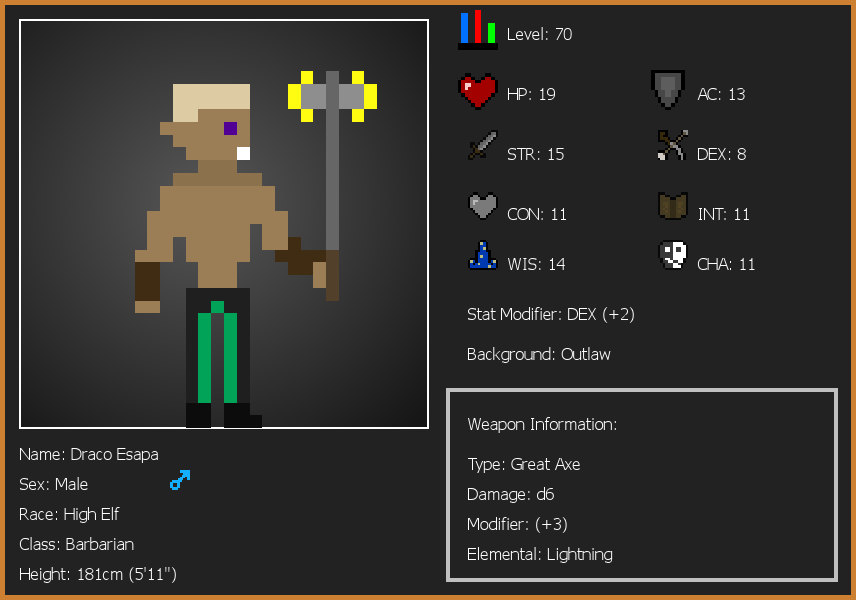 Level: 70
HP: 19
AC: 13
STR: 15
DEX: 8
CON: 11
INT: 11
WIS: 14
CHA: 11
Stat Modifier: DEX (+2)
Background: Outlaw
Weapon Information:
Type: Great Axe
Damage: d6
Modifier: (+3)
Elemental: Lightning
Name: Draco Esapa
Sex: Male
Race: High Elf
Class: Barbarian
Height: 181cm (5'11")